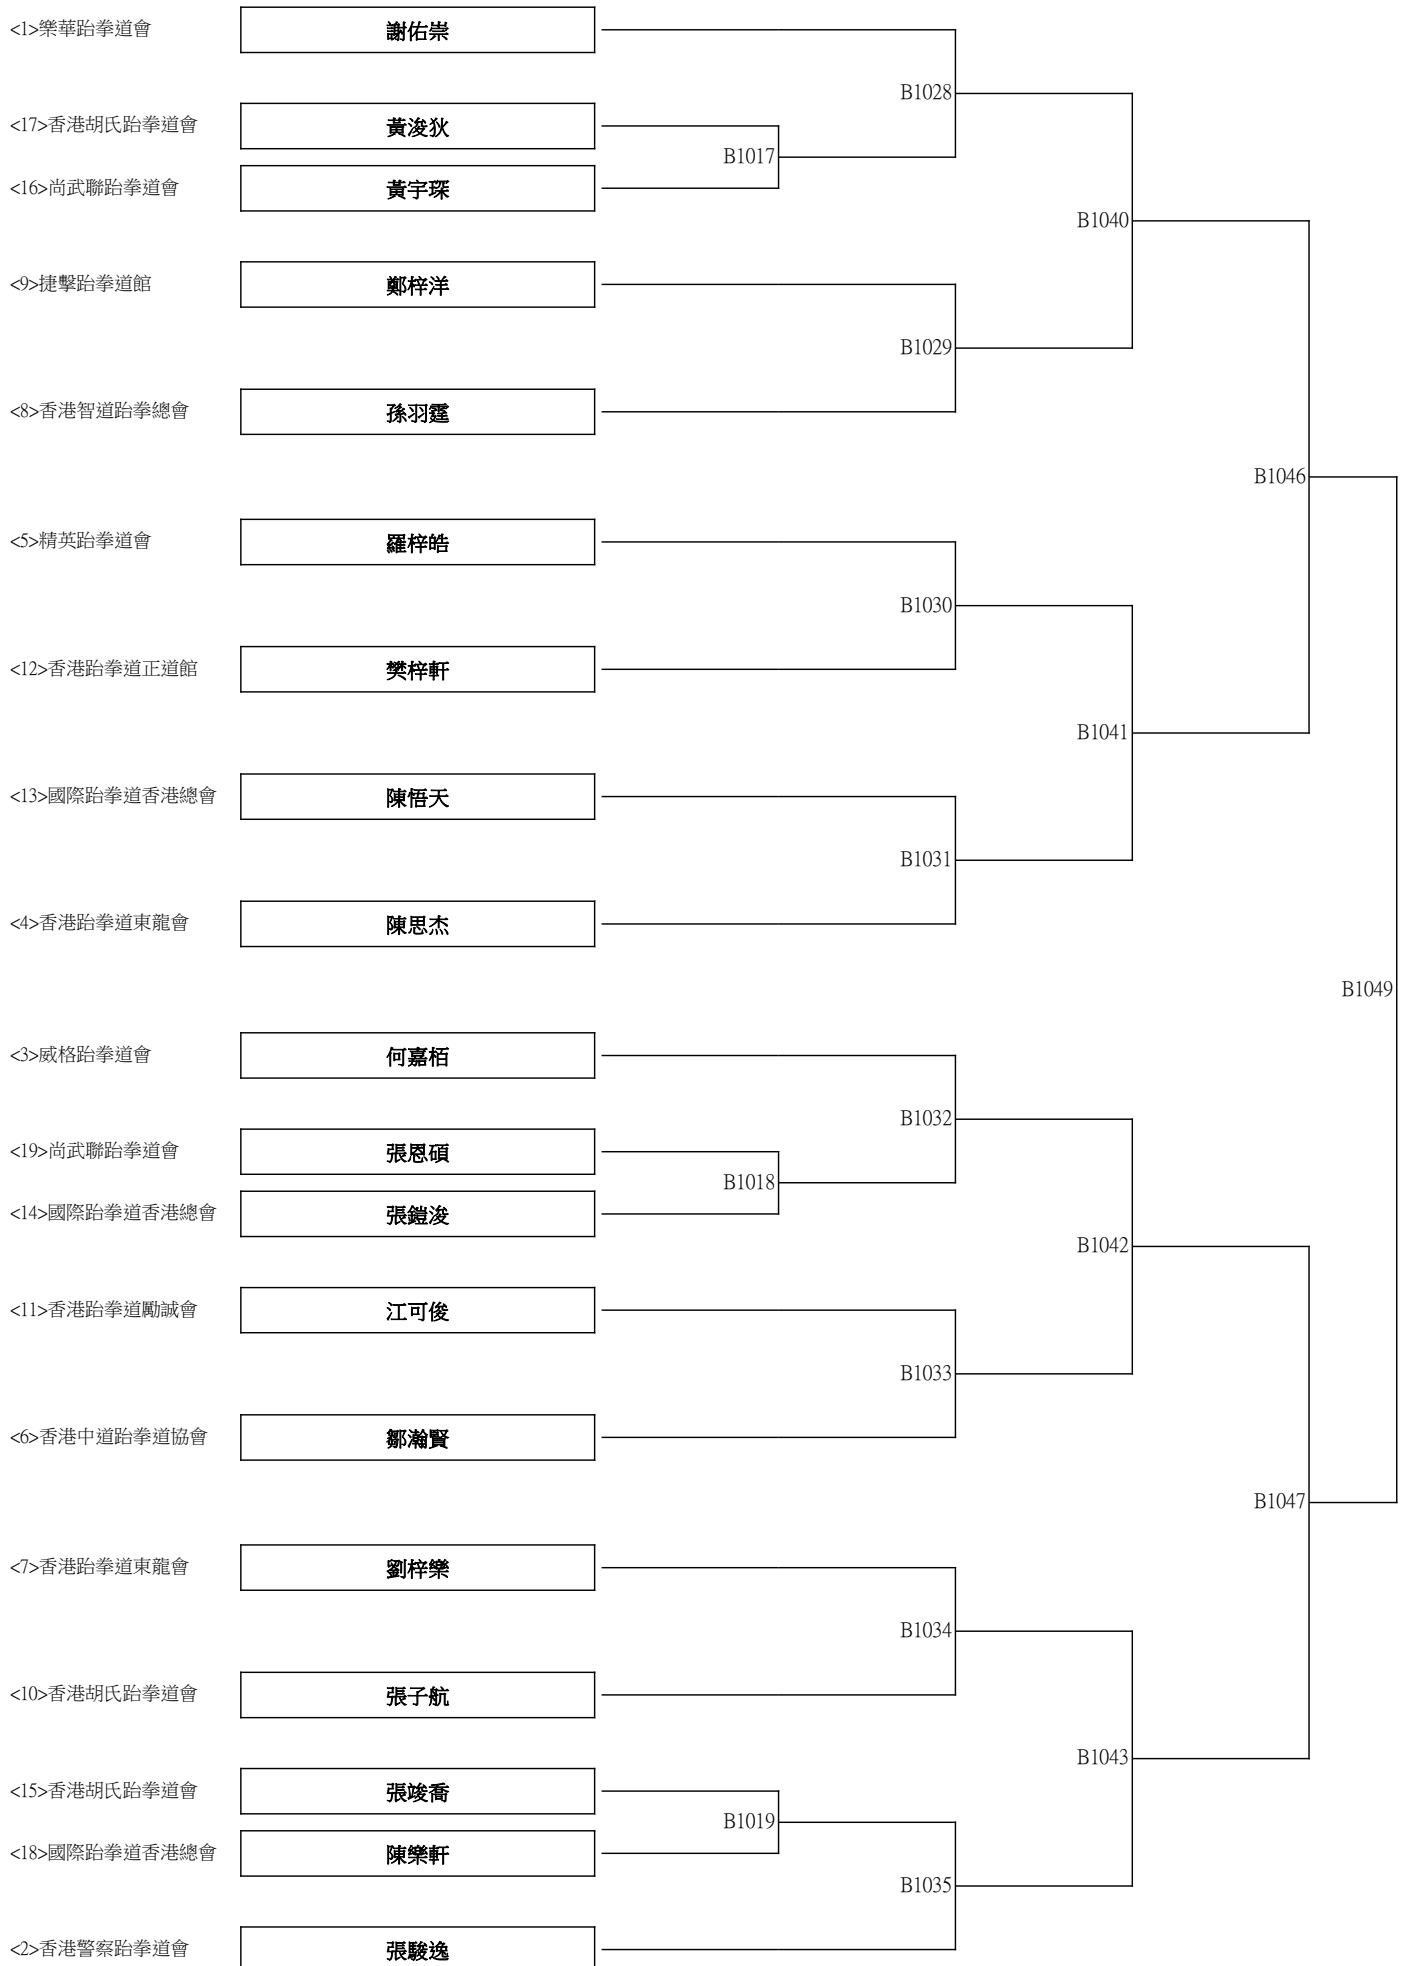 <1>樂華跆拳道會 謝佑崇
B1028
<17>香港胡氏跆拳道會 黃浚狄
B1017
<16>尚武聯跆拳道會 黃宇琛
B1040
<9>捷擊跆拳道館 鄭梓洋
B1029
<8>香港智道跆拳總會 孫羽霆
B1046
<5>精英跆拳道會 羅梓皓
B1030
<12>香港跆拳道正道館 樊梓軒
B1041
<13>國際跆拳道香港總會 陳悟天
B1031
<4>香港跆拳道東龍會 陳思杰
B1049
<3>威格跆拳道會 何嘉栢
B1032
<19>尚武聯跆拳道會 張恩碩
B1018
<14>國際跆拳道香港總會 張鎧浚
B1042
<11>香港跆拳道勵誠會 江可俊
B1033
<6>香港中道跆拳道協會 鄒瀚賢
B1047
<7>香港跆拳道東龍會 劉梓樂
B1034
<10>香港胡氏跆拳道會 張子航
B1043
<15>香港胡氏跆拳道會 張竣喬
B1019
<18>國際跆拳道香港總會 陳樂軒
B1035
<2>香港警察跆拳道會 張駿逸